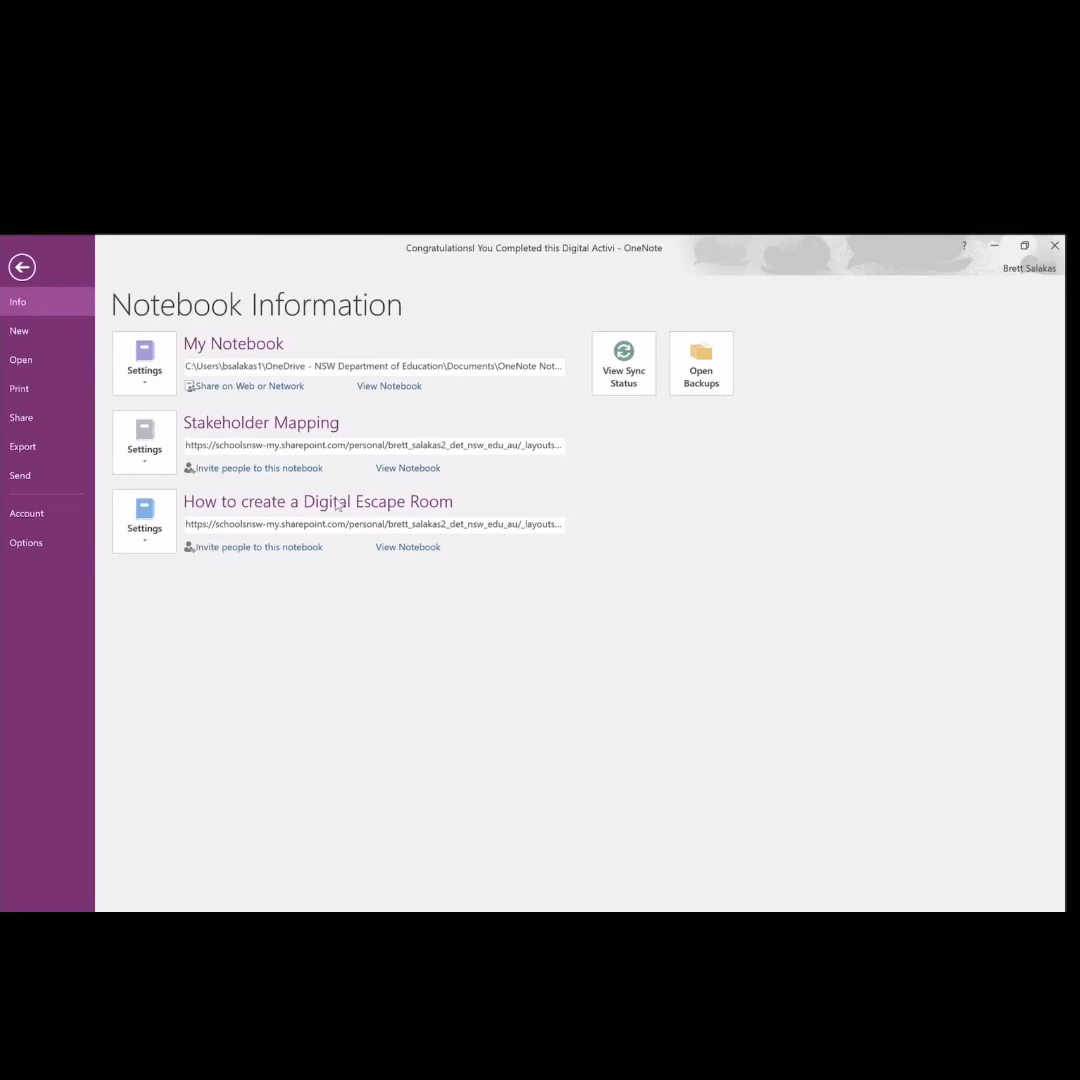 Congratulations! You Completed this Digital Activi - OneNote
?
Brett Salakas
Info
New
Open
Print
Share
Export
Send
Account
Options
Notebook Information
Settings
My Notebook
C:\Users\bsalakas1\OneDrive - NSW Department of Education\Documents\OneNote Not...
Share on Web or Network View Notebook
View Sync
Status
Open
Backups
Settings
Stakeholder Mapping
https://schoolsnsw-my.sharepoint.com/personal/brett_salakas2_det_nsw_edu_au/_layouts...
Invite people to this notebook View Notebook
Settings
How to create a Digital Escape Room
https://schoolsnsw-my.sharepoint.com/personal/brett_salakas2_det_nsw_edu_au/_layouts...
Invite people to this notebook View Notebook